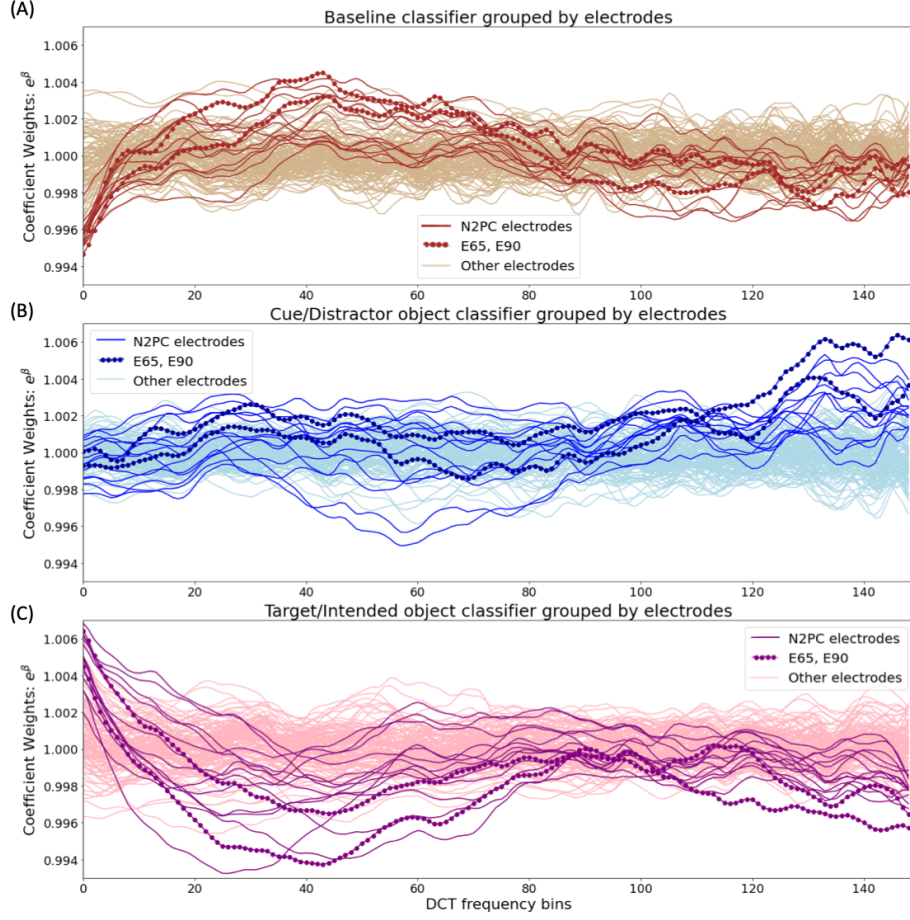 (A)
Baseline classifier grouped by electrodes
Coefficient Weights: e^β
1.006
1.004
1.002
1.000
0.998
0.996
0.994
N2PC electrodes
E65, E90
Other electrodes
0 20 40 60 80 100 120 140
(B)
Cue/Distractor object classifier grouped by electrodes
Coefficient Weights: e^β
1.006
1.004
1.002
1.000
0.998
0.996
0.994
N2PC electrodes
E65, E90
Other electrodes
0 20 40 60 80 100 120 140
(C)
Target/Intended object classifier grouped by electrodes
Coefficient Weights: e^β
1.006
1.004
1.002
1.000
0.998
0.996
0.994
N2PC electrodes
E65, E90
Other electrodes
0 20 40 60 80 100 120 140
DCT frequency bins